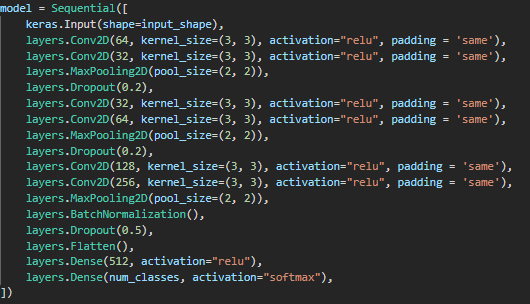 model = Sequential([
    keras.Input(shape=input_shape),
    layers.Conv2D(64, kernel_size=(3, 3), activation="relu", padding = 'same'),
    layers.Conv2D(32, kernel_size=(3, 3), activation="relu", padding = 'same'),
    layers.MaxPooling2D(pool_size=(2, 2)),
    layers.Dropout(0.2),
    layers.Conv2D(32, kernel_size=(3, 3), activation="relu", padding = 'same'),
    layers.Conv2D(64, kernel_size=(3, 3), activation="relu", padding = 'same'),
    layers.MaxPooling2D(pool_size=(2, 2)),
    layers.Dropout(0.2),
    layers.Conv2D(128, kernel_size=(3, 3), activation="relu", padding = 'same'),
    layers.Conv2D(256, kernel_size=(3, 3), activation="relu", padding = 'same'),
    layers.MaxPooling2D(pool_size=(2, 2)),
    layers.BatchNormalization(),
    layers.Dropout(0.5),
    layers.Flatten(),
    layers.Dense(512, activation="relu"),
    layers.Dense(num_classes, activation="softmax"),
])